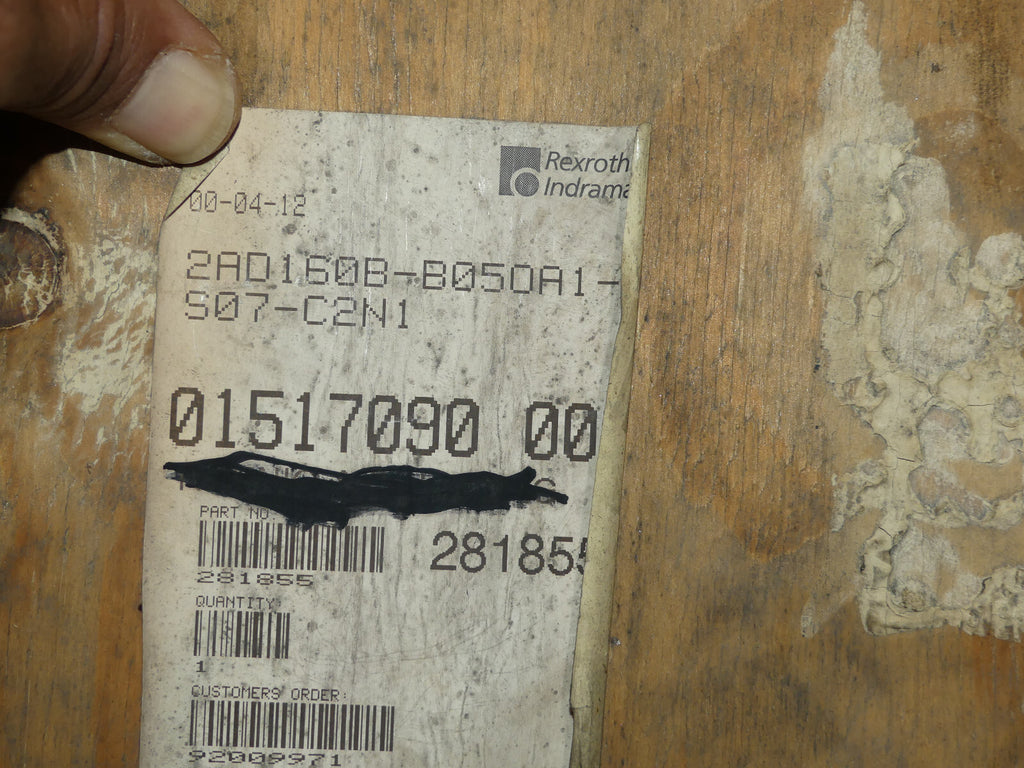 Rexroth
Indrama
00-04-12
2AD160B-B050A1-
S07-C2N1
01517090 00
PART NO
281855
281855
QUANTITY:
1
CUSTOMERS ORDER:
92009971